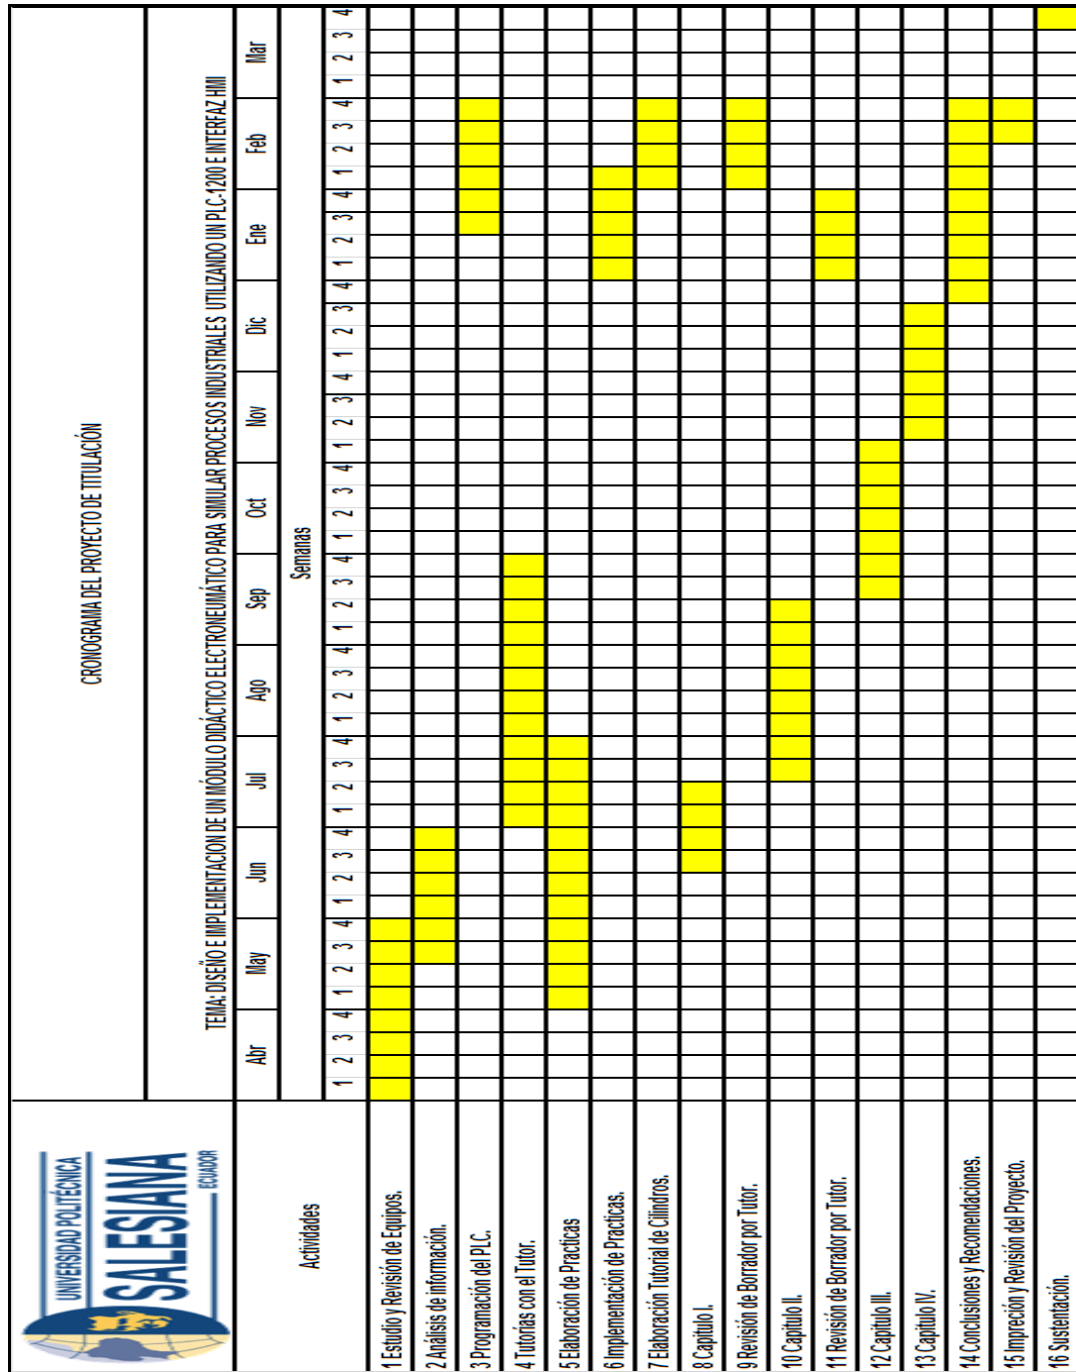 UNIVERSIDAD POLITÉCNICA
SALESIANA
ECUADOR
CRONOGRAMA DEL PROYECTO DE TITULACIÓN
TEMA: DISEÑO E IMPLEMENTACION DE UN MÓDULO DIDÁCTICO ELECTRONEUMÁTICO PARA SIMULAR PROCESOS INDUSTRIALES UTILIZANDO UN PLC-1200 E INTERFAZ HMI
Actividades
Abr May Jun Jul Ago Sep Oct Nov Dic Ene Feb Mar
Semanas
1 2 3 4 1 2 3 4 1 2 3 4 1 2 3 4 1 2 3 4 1 2 3 4 1 2 3 4 1 2 3 4 1 2 3 4 1 2 3 4 1 2 3 4 1 2 3 4
1 Estudio y Revisión de Equipos.
2 Análisis de información.
3 Programación del PLC.
4 Tutorías con el Tutor.
5 Elaboración de Practicas
6 Implementación de Practicas.
7 Elaboración Tutorial de Cilindros.
8 Capitulo I.
9 Revisión de Borrador por Tutor.
10 Capitulo II.
11 Revisión de Borrador por Tutor.
12 Capitulo III.
13 Capitulo IV.
14 Conclusiones y Recomendaciones.
15 Impreción y Revisión del Proyecto.
16 Sustentación.